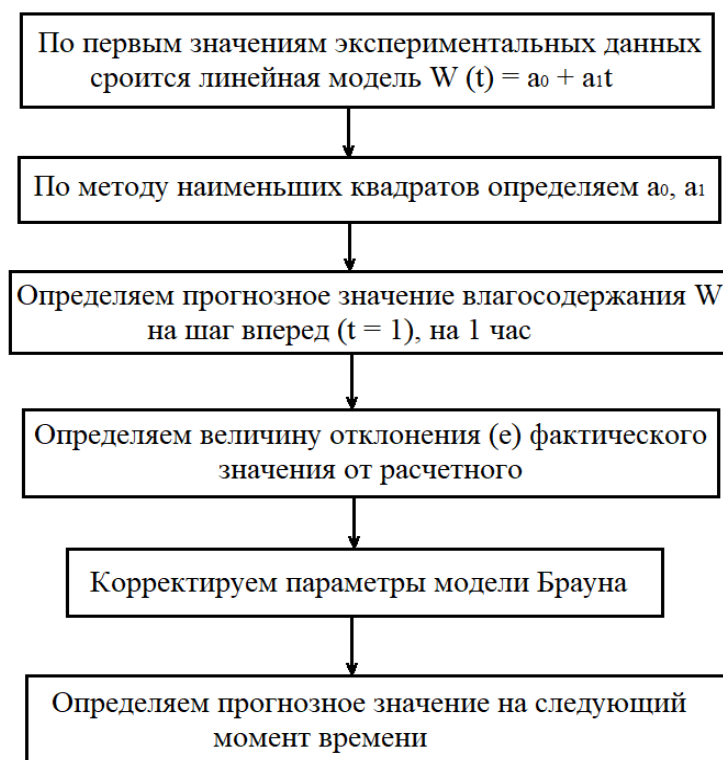 По первым значениям экспериментальных данных
сроится линейная модель W (t) = a₀ + a₁t
По методу наименьших квадратов определяем a₀, a₁
Определяем прогнозное значение влагосодержания W
на шаг вперед (t = 1), на 1 час
Определяем величину отклонения (e) фактического
значения от расчетного
Корректируем параметры модели Брауна
Определяем прогнозное значение на следующий
момент времени